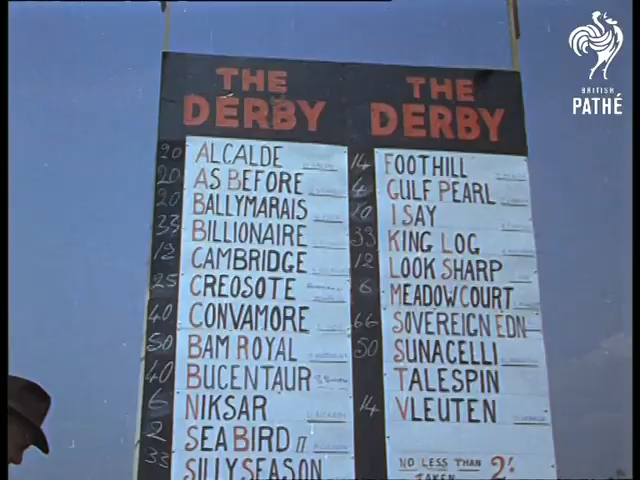 THE DERBY
20 ALCALDE
20 AS BEFORE
20 BALLYMARAIS
33 BILLIONAIRE
12 CAMBRIDGE
25 CREOSOTE
40 CONVAMORE
50 BAM ROYAL
40 BUCENTAUR
6 NIKSAR
2 SEA BIRD II
33 SILLY SEASON
THE DERBY
14 FOOTHILL
4 GULF PEARL
10 I SAY
33 KING LOG
12 LOOK SHARP
6 MEADOWCOURT
66 SOVEREIGN EDN
50 SUNACELLI
TALESPIN
14 VLEUTEN
NO LESS THAN 2/-
TAKEN
BRITISH
PATHÉ